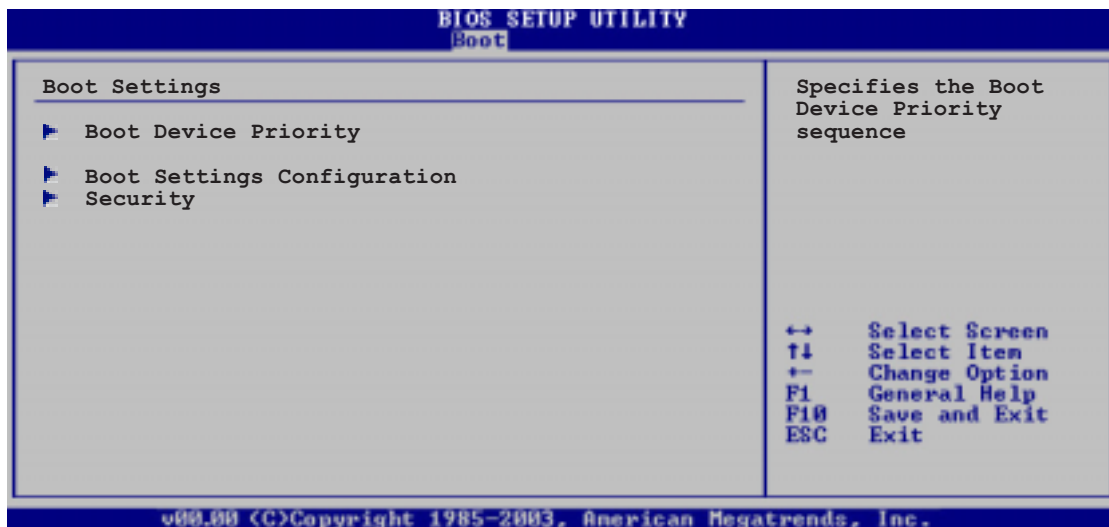 BIOS SETUP UTILITY
Boot
Boot Settings
Boot Device Priority
Boot Settings Configuration
Security
Specifies the Boot
Device Priority
sequence
↔ Select Screen
↑↓ Select Item
+- Change Option
F1 General Help
F10 Save and Exit
ESC Exit
v00.00 (C)Copyright 1985-2003, American Megatrends, Inc.